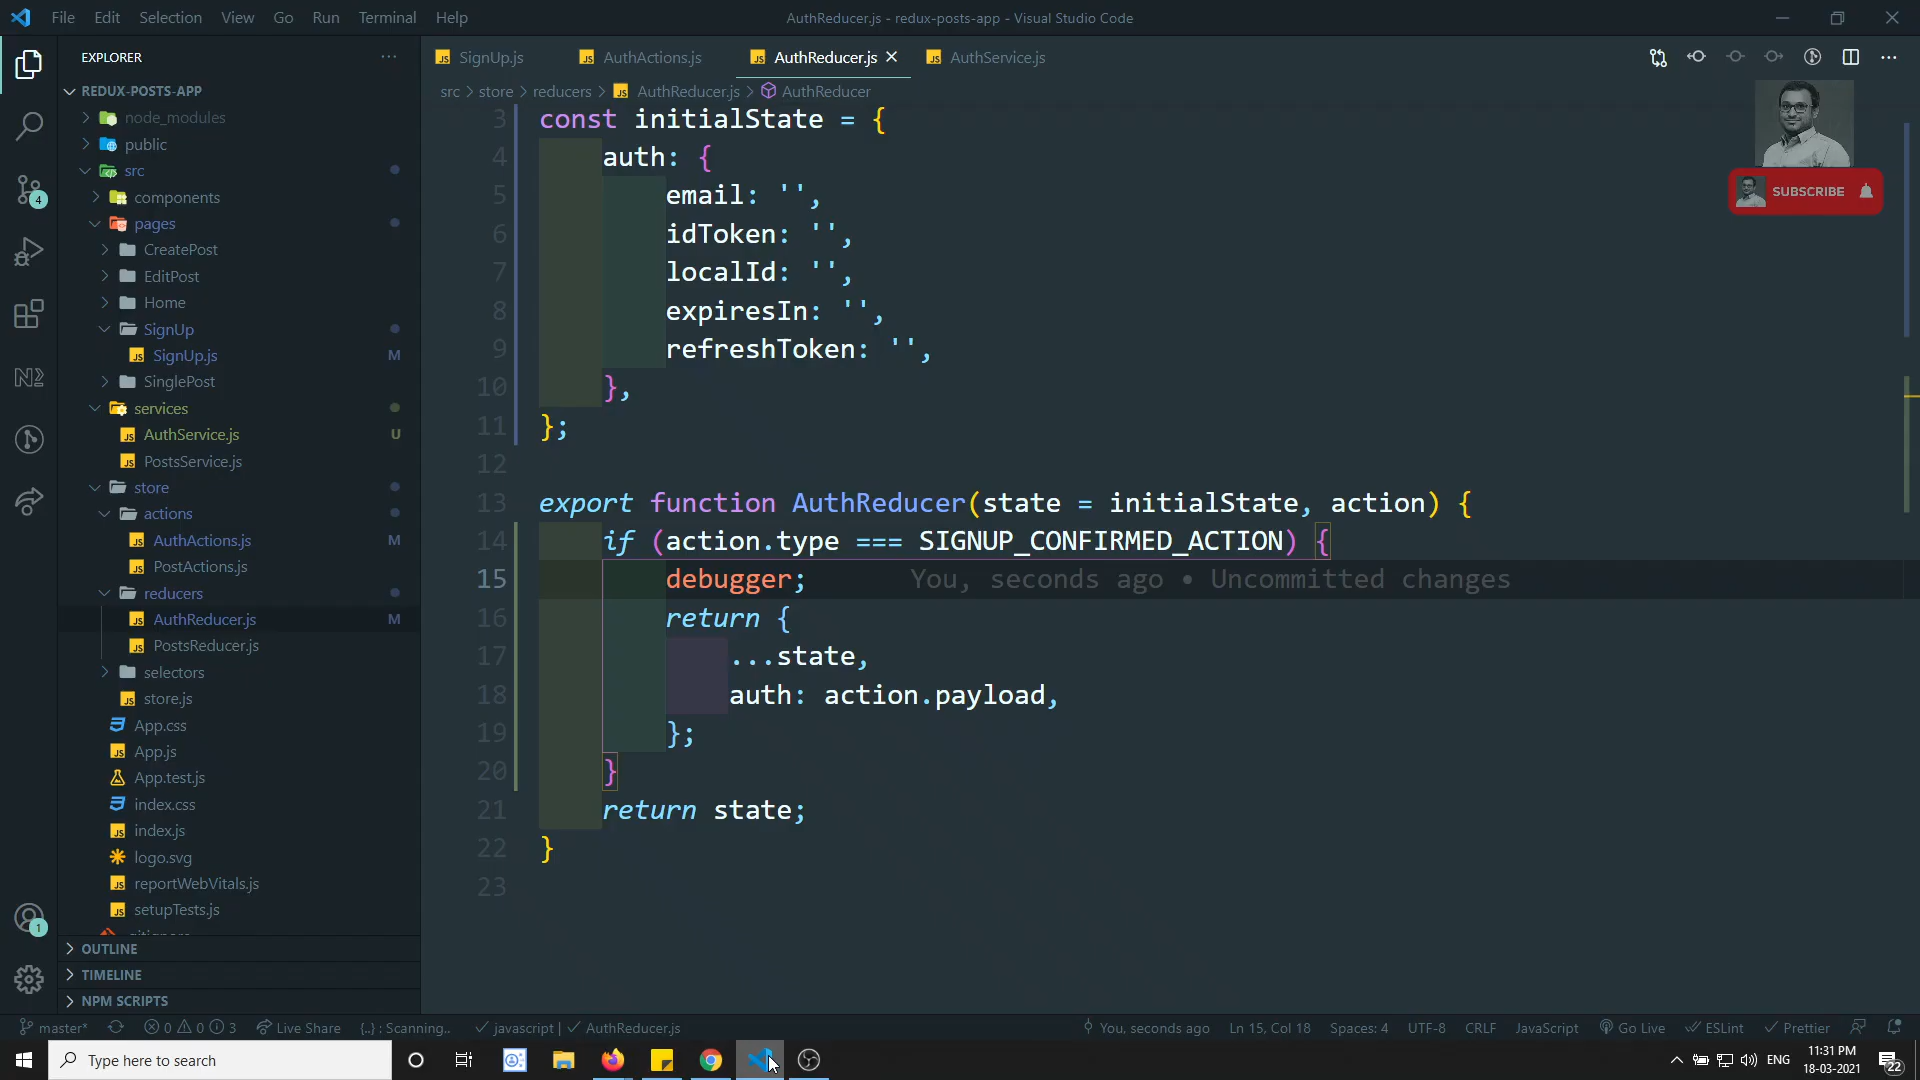 File Edit Selection View Go Run Terminal Help
AuthReducer.js - redux-posts-app - Visual Studio Code
EXPLORER
REDUX-POSTS-APP
node_modules
public
src
components
pages
CreatePost
EditPost
Home
SignUp
SignUp.js M
SinglePost
services
AuthService.js U
PostsService.js
store
actions
AuthActions.js M
PostActions.js
reducers
AuthReducer.js M
PostsReducer.js
selectors
store.js
App.css
App.js
App.test.js
index.css
index.js
logo.svg
reportWebVitals.js
setupTests.js
OUTLINE
TIMELINE
NPM SCRIPTS
4
1
SignUp.js AuthActions.js AuthReducer.js AuthService.js
src > store > reducers > AuthReducer.js > AuthReducer
SUBSCRIBE
3 const initialState = {
4 auth: {
5 email: '',
6 idToken: '',
7 localId: '',
8 expiresIn: '',
9 refreshToken: '',
10 },
11 };
12
13 export function AuthReducer(state = initialState, action) {
14 if (action.type === SIGNUP_CONFIRMED_ACTION) {
15 debugger; You, seconds ago • Uncommitted changes
16 return {
17 ...state,
18 auth: action.payload,
19 };
20 }
21 return state;
22 }
23
master* 0 0 3 Live Share {..} : Scanning.. javascript | AuthReducer.js You, seconds ago Ln 15, Col 18 Spaces: 4 UTF-8 CRLF JavaScript Go Live ESLint Prettier
Type here to search
ENG
11:31 PM
18-03-2021
22